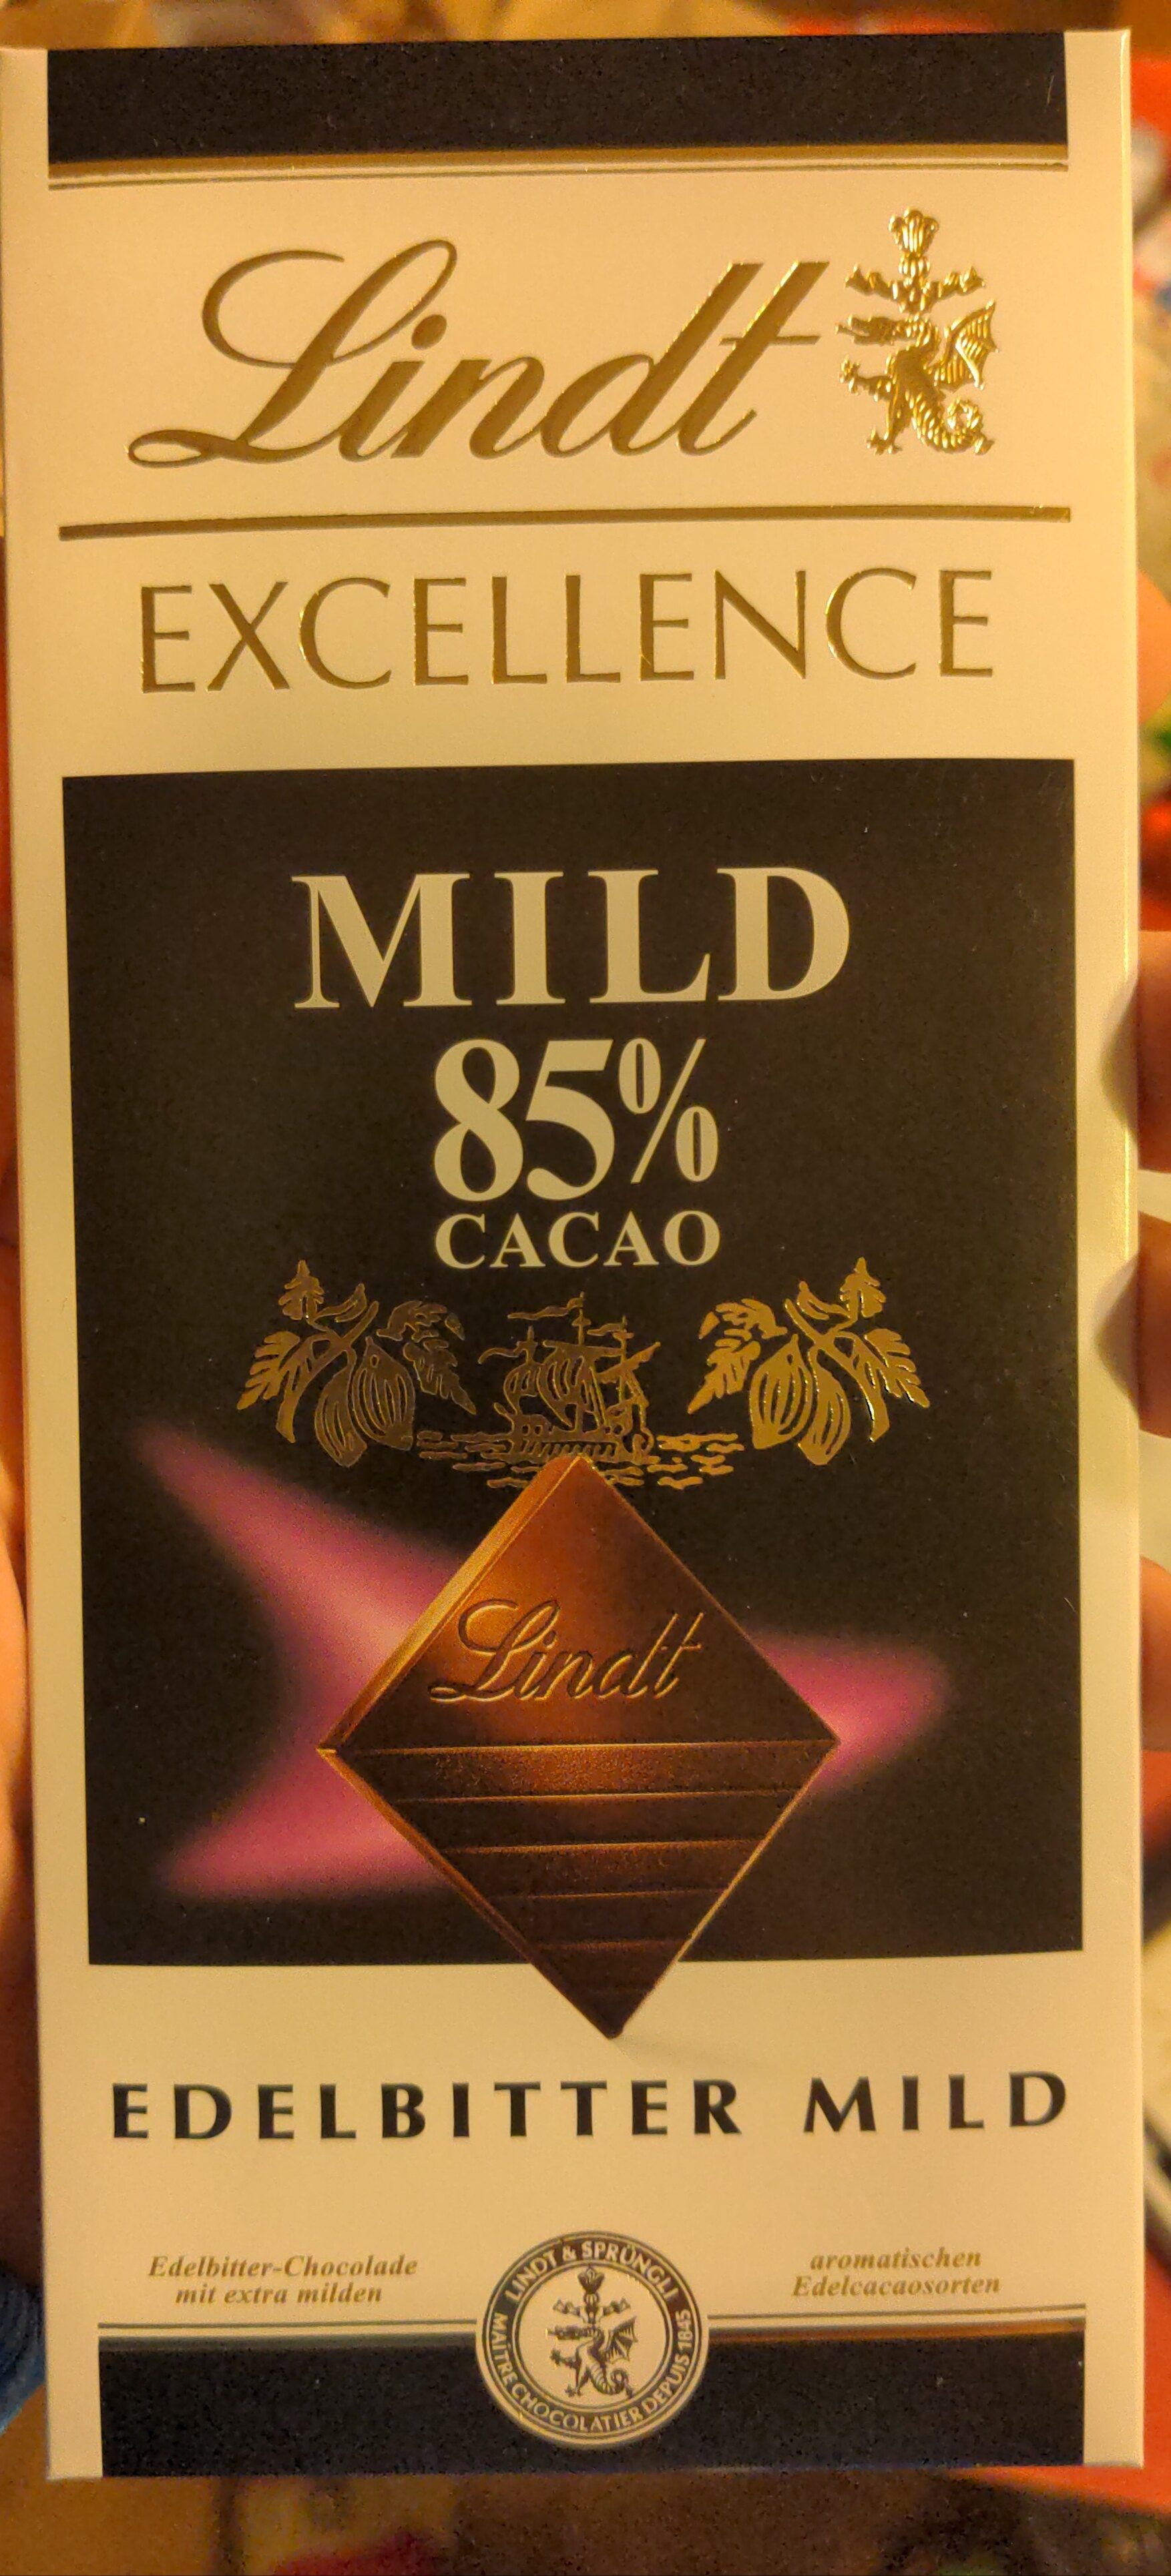 Lindt
EXCELLENCE
MILD
85%
CACAO
Lindt
EDELBITTER MILD
Edelbitter-Chocolade
mit extra milden
aromatischen
Edelcacaosorten
LINDT & SPRÜNGLI
MAÎTRE CHOCOLATIER DEPUIS 1845